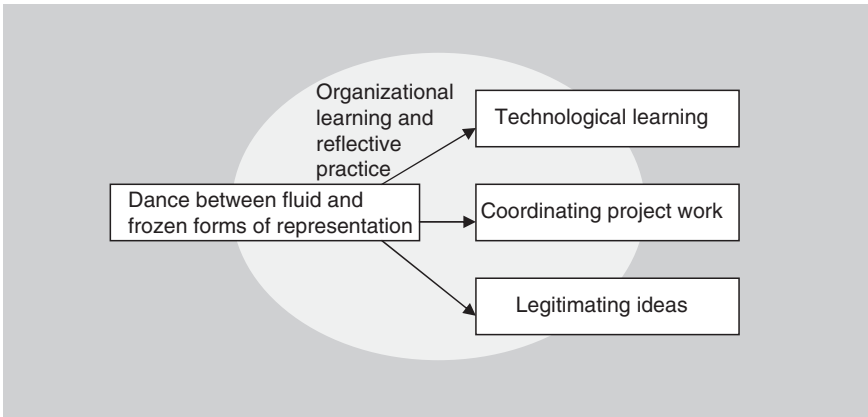 Organizational
learning and
reflective
practice
Technological learning
Dance between fluid and
frozen forms of representation
Coordinating project work
Legitimating ideas